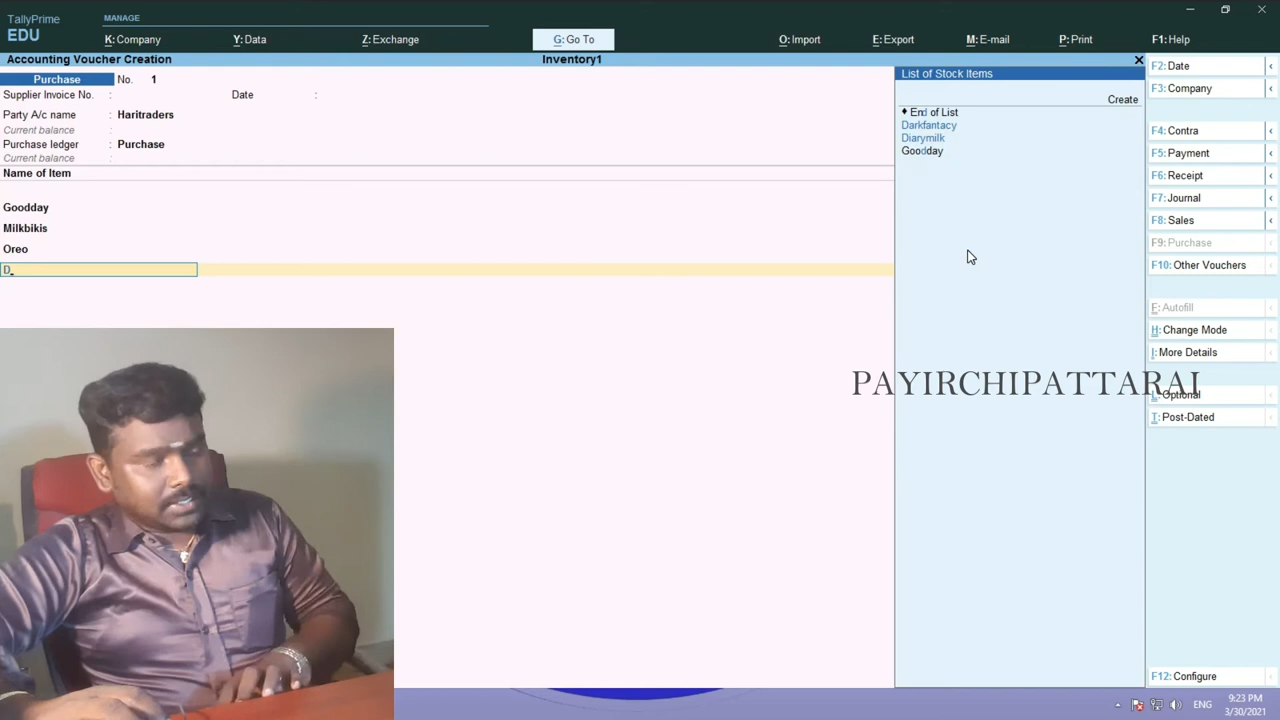 TallyPrime
EDU
MANAGE
K: Company
Y: Data
Z: Exchange
G: Go To
O: Import
E: Export
M: E-mail
P: Print
F1: Help
Accounting Voucher Creation
Inventory1
Purchase No. 1
Supplier Invoice No. :
Date :
Party A/c name : Haritraders
Current balance :
Purchase ledger : Purchase
Current balance :
Name of Item
Goodday
Milkbikis
Oreo
D
List of Stock Items
Create
♦ End of List
Darkfantacy
Diarymilk
Goodday
F2: Date
F3: Company
F4: Contra
F5: Payment
F6: Receipt
F7: Journal
F8: Sales
F9: Purchase
F10: Other Vouchers
F: Autofill
H: Change Mode
I: More Details
L: Optional
T: Post-Dated
F12: Configure
PAYIRCHIPATTARAI
ENG
9:23 PM
3/30/2021